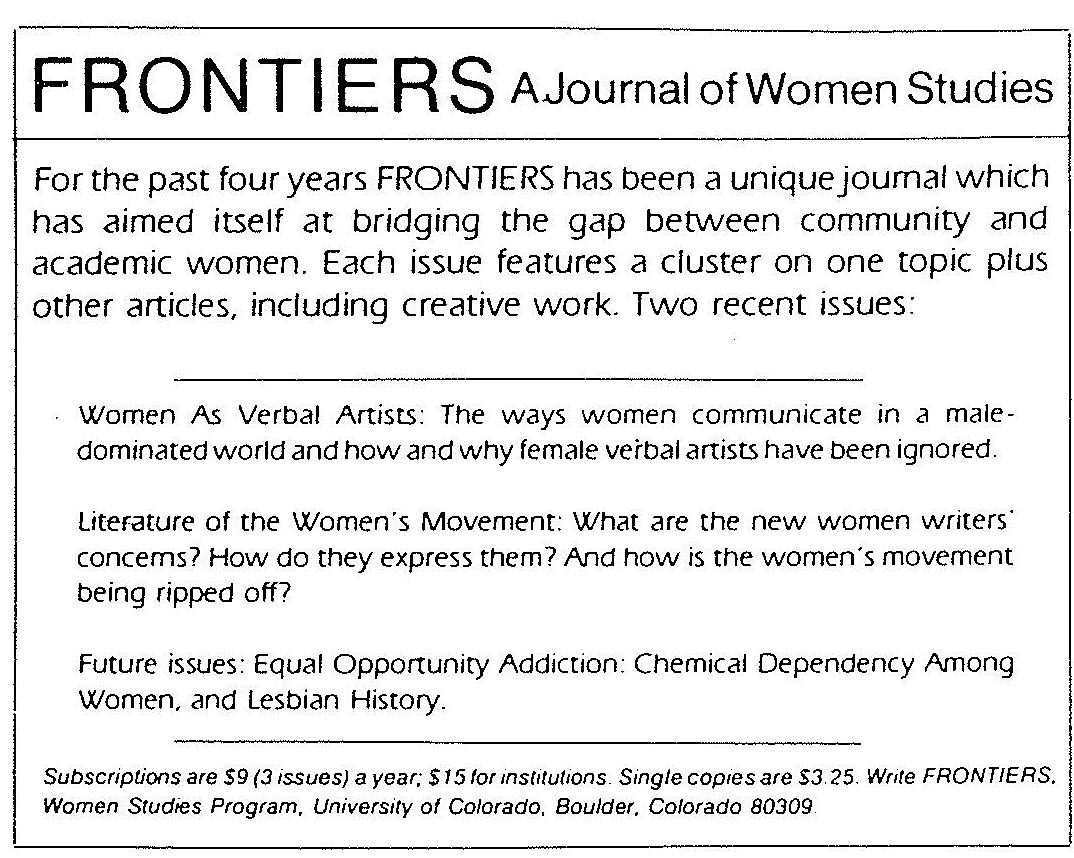 FRONTIERS A Journal of Women Studies
For the past four years FRONTIERS has been a unique journal which
has aimed itself at bridging the gap between community and
academic women. Each issue features a cluster on one topic plus
other articles, including creative work. Two recent issues:
Women As Verbal Artists: The ways women communicate in a male-
dominated world and how and why female verbal artists have been ignored.
Literature of the Women's Movement: What are the new women writers'
concerns? How do they express them? And how is the women's movement
being ripped off?
Future issues: Equal Opportunity Addiction: Chemical Dependency Among
Women, and Lesbian History.
Subscriptions are $9 (3 issues) a year; $15 for institutions. Single copies are $3.25. Write FRONTIERS,
Women Studies Program, University of Colorado, Boulder, Colorado 80309.